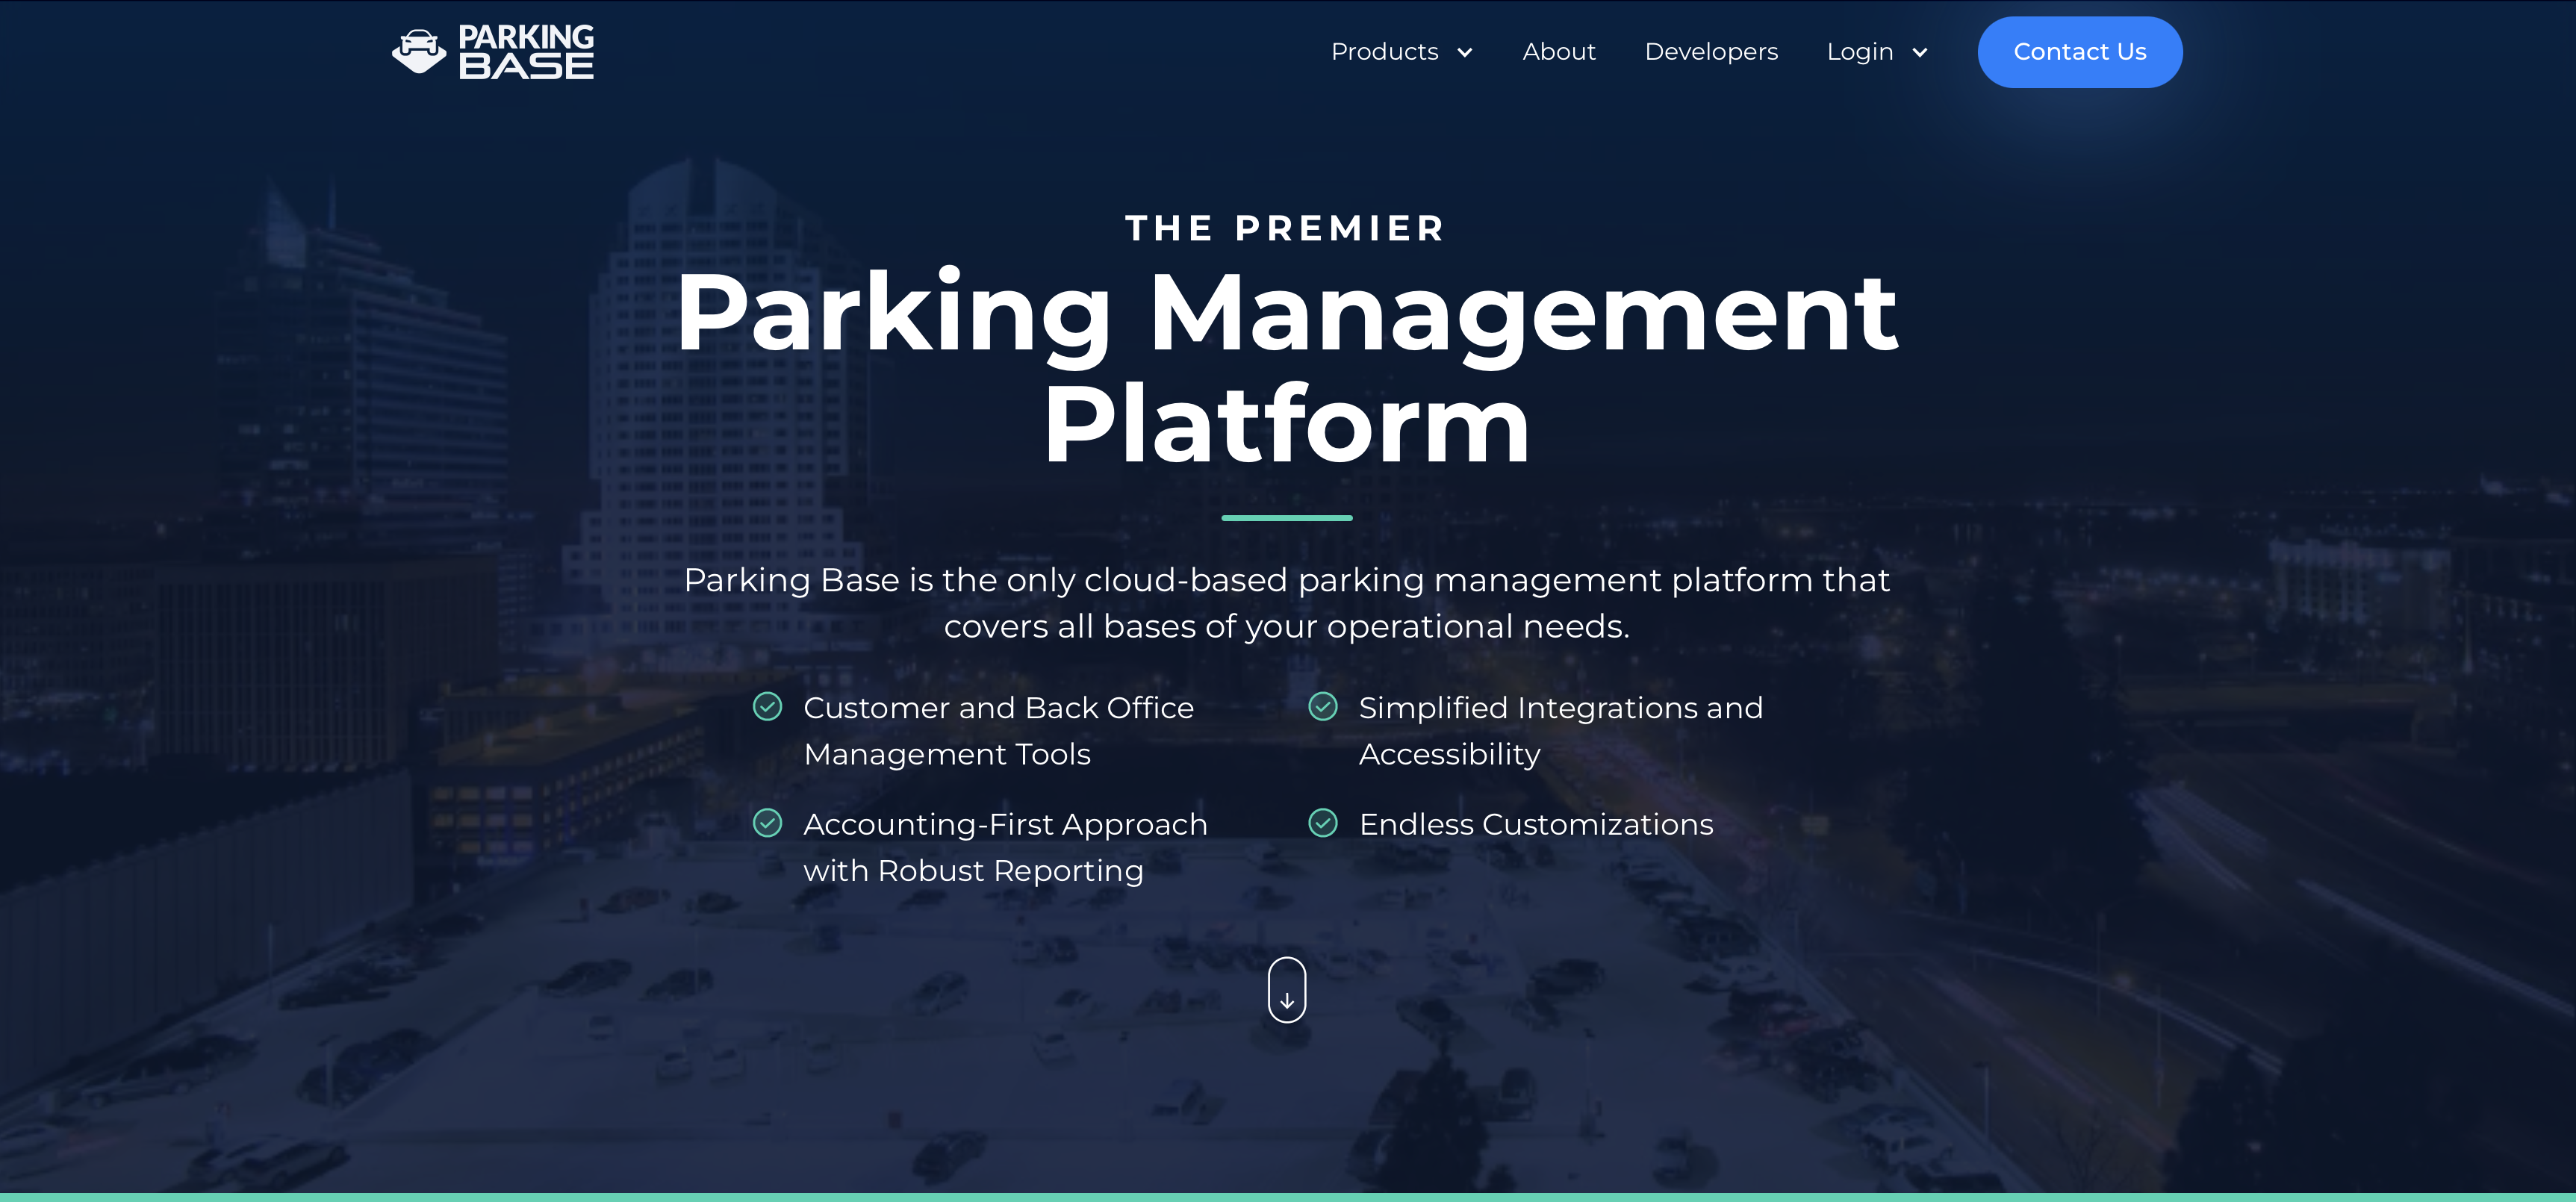 PARKING
BASE
Products
About
Developers
Login
Contact Us
THE PREMIER
Parking Management
Platform
Parking Base is the only cloud-based parking management platform that
covers all bases of your operational needs.
Customer and Back Office
Management Tools
Simplified Integrations and
Accessibility
Accounting-First Approach
with Robust Reporting
Endless Customizations